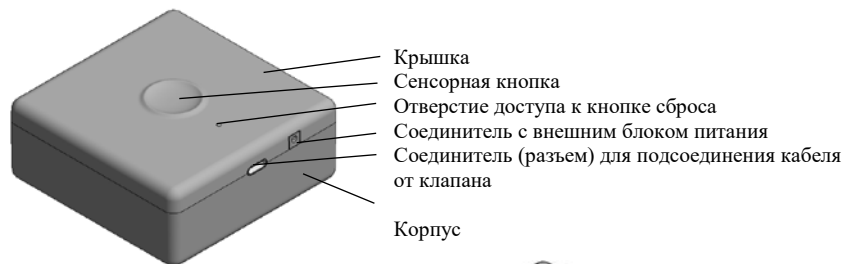 Крышка
Сенсорная кнопка
Отверстие доступа к кнопке сброса
Соединитель с внешним блоком питания
Соединитель (разъем) для подсоединения кабеля
от клапана
Корпус